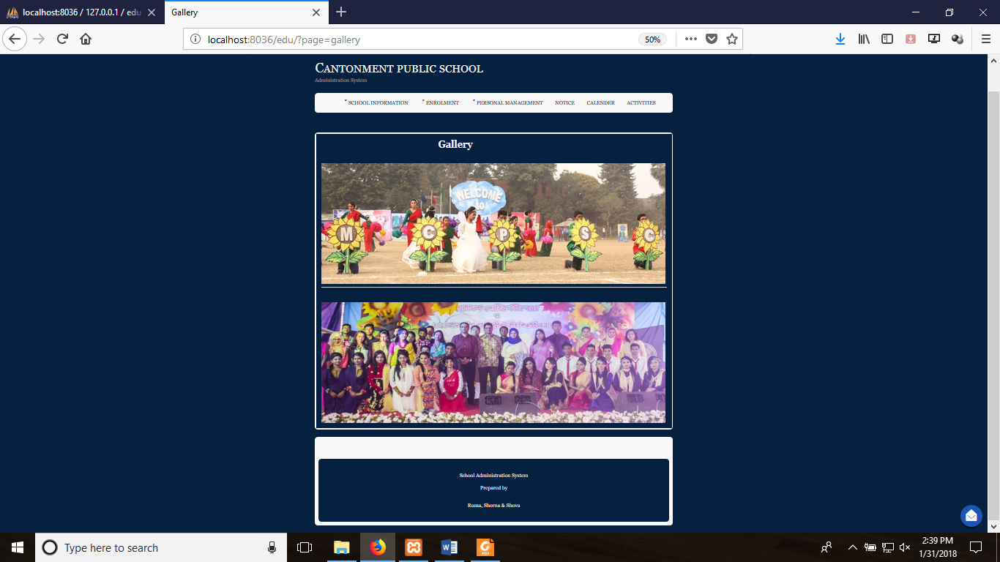 localhost:8036 / 127.0.0.1 / edu
Gallery
localhost:8036/edu/?page=gallery
50%
CANTONMENT PUBLIC SCHOOL
Administration System
SCHOOL INFORMATION
ENROLMENT
PERSONAL MANAGEMENT
NOTICE
CALENDER
ACTIVITIES
Gallery
WELCOME
TO
M C P S C
School Administration System
Prepared by
Ruma, Shorna & Shova
Type here to search
PDF
2:39 PM
1/31/2018